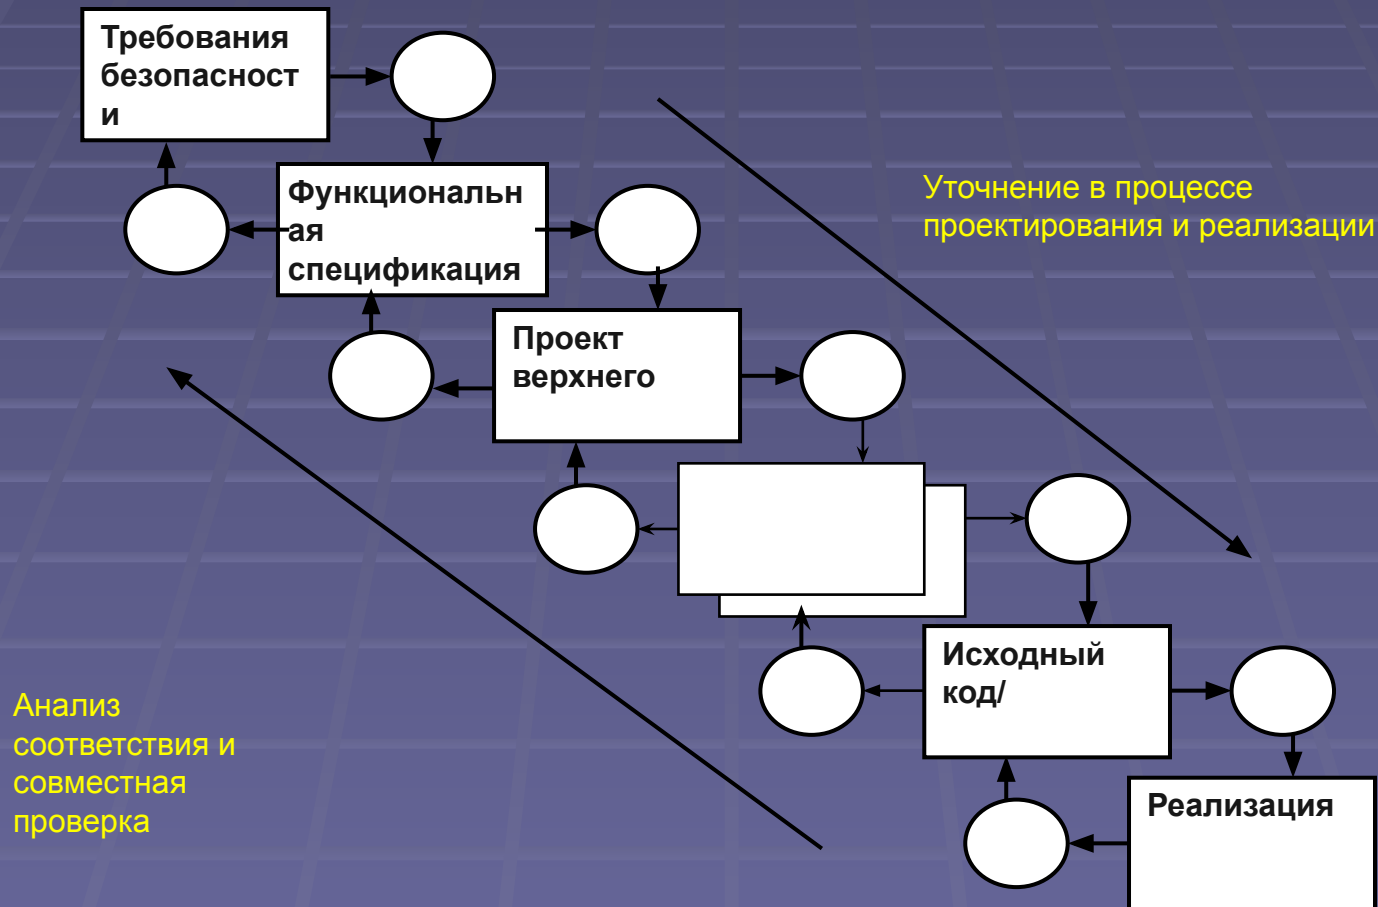 Требования
безопасност
и
Функциональн
ая
спецификация
Уточнение в процессе
проектирования и реализации
Проект
верхнего
Исходный
код/
Анализ
соответствия и
совместная
проверка
Реализация